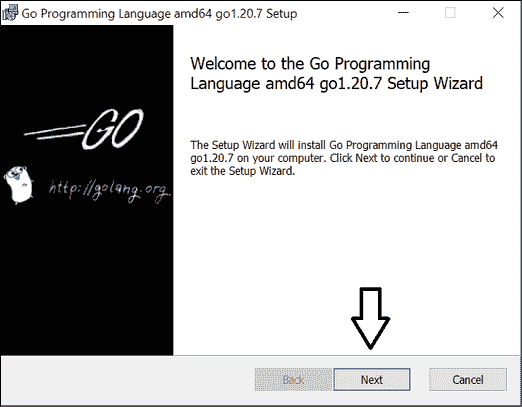 Go Programming Language amd64 go1.20.7 Setup
Welcome to the Go Programming
Language amd64 go1.20.7 Setup Wizard
GO
http://golang.org
The Setup Wizard will install Go Programming Language amd64
go1.20.7 on your computer. Click Next to continue or Cancel to
exit the Setup Wizard.
Back
Next
Cancel